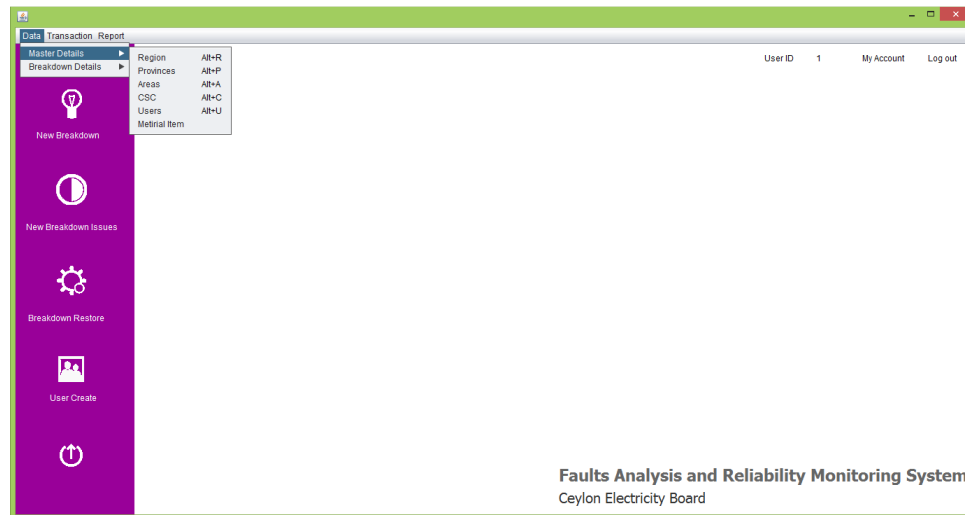 Data Transaction Report
Master Details
Breakdown Details
Region Alt+R
Provinces Alt+P
Areas Alt+A
CSC Alt+C
Users Alt+U
Metirial Item
User ID 1 My Account Log out
New Breakdown
New Breakdown Issues
Breakdown Restore
User Create
Faults Analysis and Reliability Monitoring System
Ceylon Electricity Board